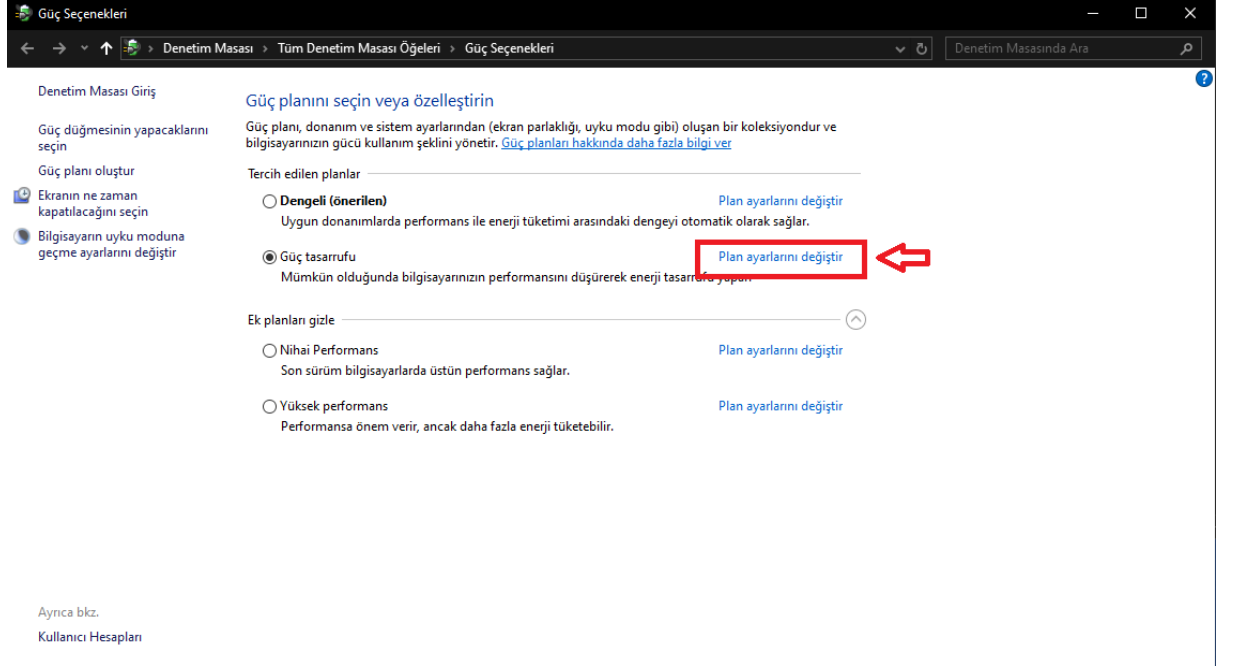 Güç Seçenekleri
Denetim Masası > Tüm Denetim Masası Öğeleri > Güç Seçenekleri
Denetim Masasında Ara
Denetim Masası Giriş
Güç düğmesinin yapacaklarını
seçin
Güç planı oluştur
Ekranın ne zaman
kapatılacağını seçin
Bilgisayarın uyku moduna
geçme ayarlarını değiştir
Güç planını seçin veya özelleştirin
Güç planı, donanım ve sistem ayarlarından (ekran parlaklığı, uyku modu gibi) oluşan bir koleksiyondur ve
bilgisayarınızın gücü kullanım şeklini yönetir. Güç planları hakkında daha fazla bilgi ver
Tercih edilen planlar
Dengeli (önerilen) Plan ayarlarını değiştir
Uygun donanımlarda performans ile enerji tüketimi arasındaki dengeyi otomatik olarak sağlar.
Güç tasarrufu Plan ayarlarını değiştir
Mümkün olduğunda bilgisayarınızın performansını düşürerek enerji tasarrufu yapar.
Ek planları gizle
Nihai Performans Plan ayarlarını değiştir
Son sürüm bilgisayarlarda üstün performans sağlar.
Yüksek performans Plan ayarlarını değiştir
Performansa önem verir, ancak daha fazla enerji tüketebilir.
Ayrıca bkz.
Kullanıcı Hesapları